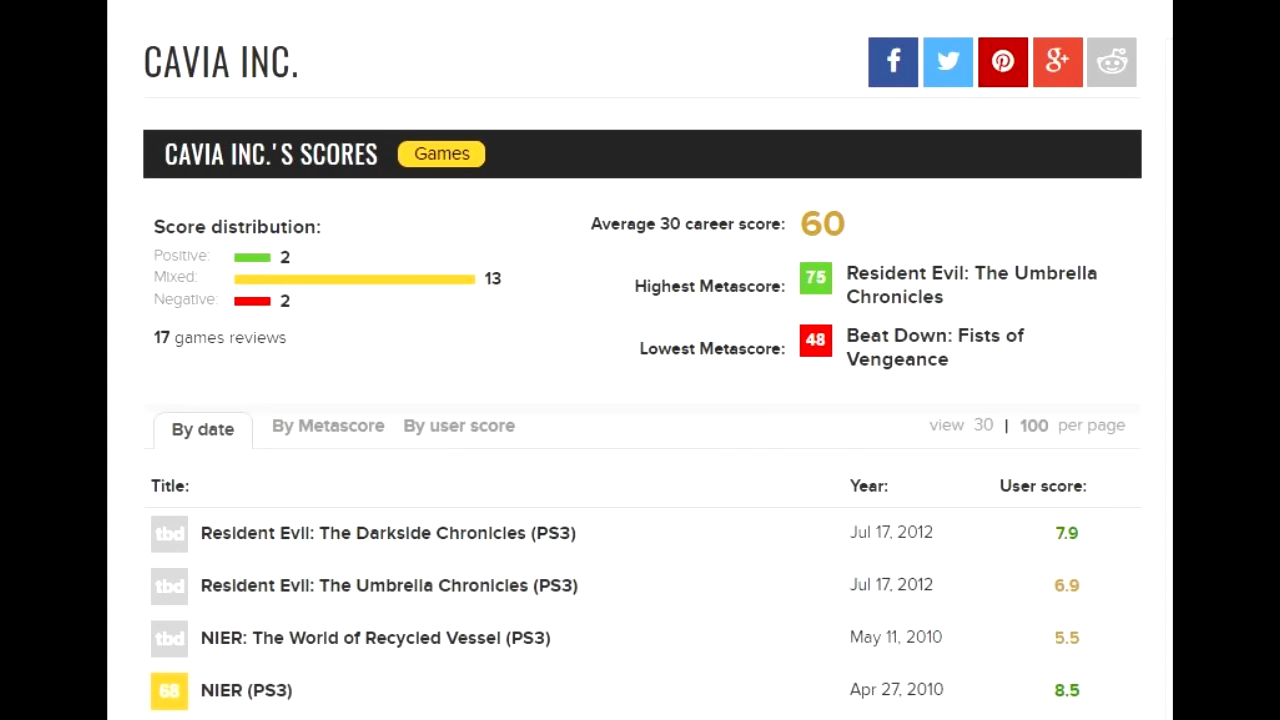 CAVIA INC.
CAVIA INC.'S SCORES Games
Score distribution:
Positive: 2
Mixed: 13
Negative: 2
17 games reviews
Average 30 career score: 60
Highest Metascore: 75 Resident Evil: The Umbrella
Chronicles
Lowest Metascore: 48 Beat Down: Fists of
Vengeance
By date By Metascore By user score view 30 | 100 per page
Title: Year: User score:
tbd Resident Evil: The Darkside Chronicles (PS3) Jul 17, 2012 7.9
tbd Resident Evil: The Umbrella Chronicles (PS3) Jul 17, 2012 6.9
tbd NIER: The World of Recycled Vessel (PS3) May 11, 2010 5.5
68 NIER (PS3) Apr 27, 2010 8.5